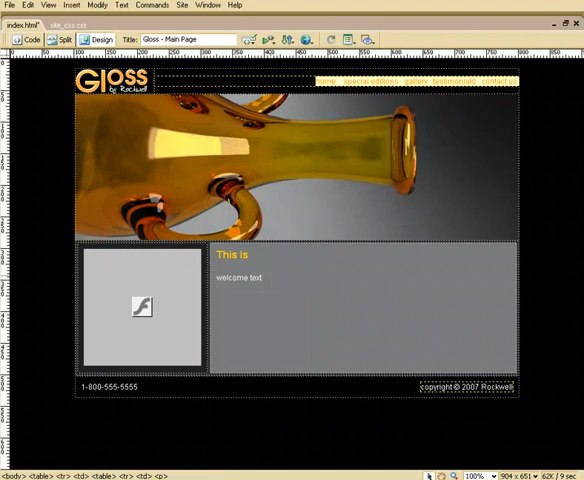 File Edit View Insert Modify Text Commands Site Window Help
index.html* site_css.css
Code Split Design Title: Gloss - Main Page
Gloss
by Rockwell
home special editions gallery testimonials contact us
This is
welcome text
1-800-555-5555
copyright © 2007 Rockwell
<body> <table> <tr> <td> <table> <tr> <td> <p> 100% 904 x 651 62K / 9 sec